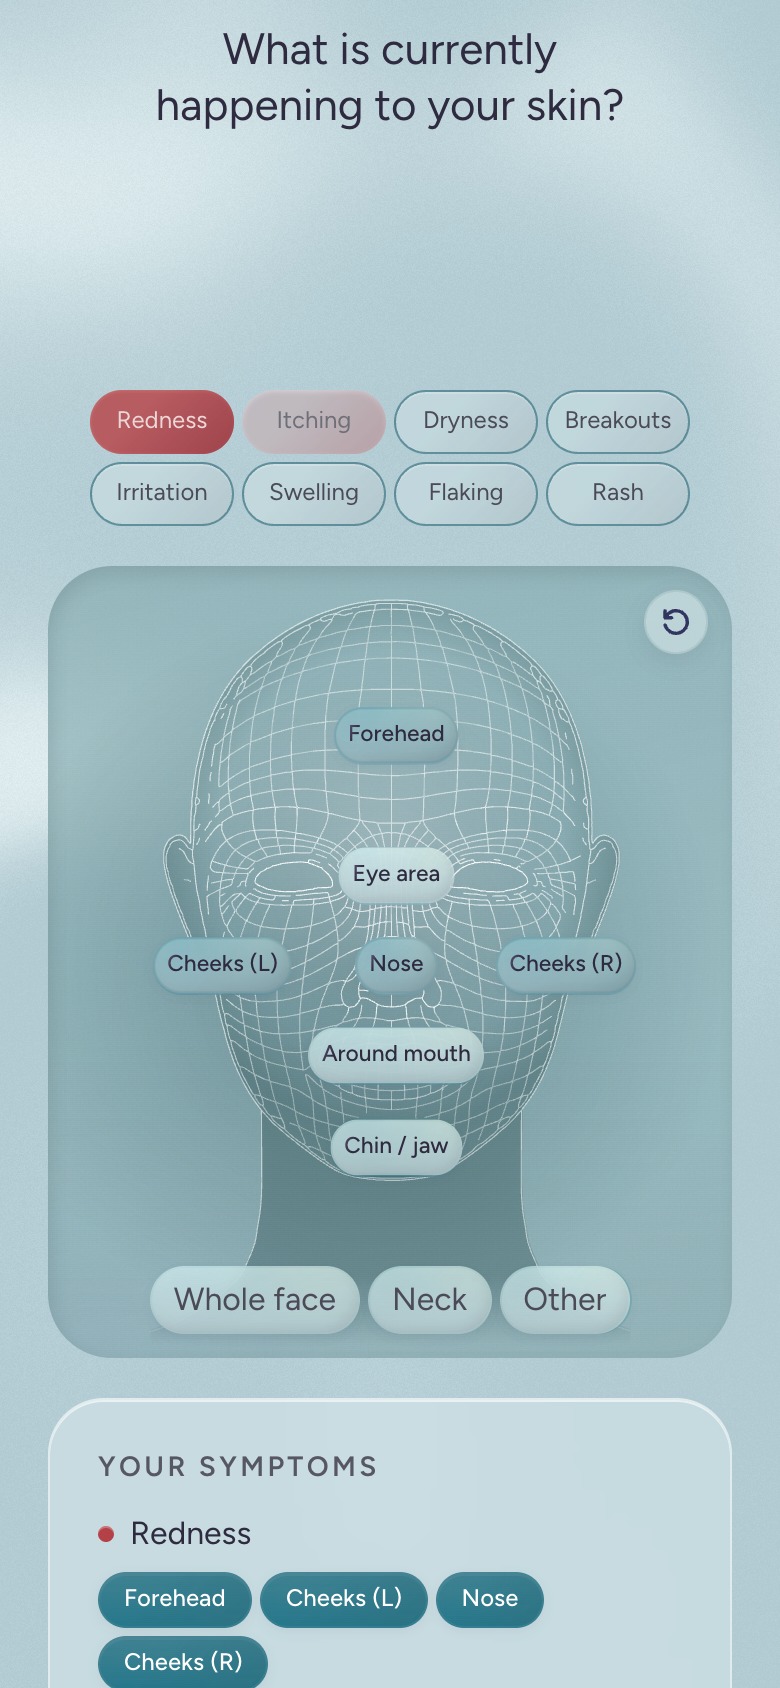 What is currently
happening to your skin?
Redness Itching Dryness Breakouts
Irritation Swelling Flaking Rash
Forehead
Eye area
Cheeks (L) Nose Cheeks (R)
Around mouth
Chin / jaw
Whole face Neck Other
YOUR SYMPTOMS
Redness
Forehead Cheeks (L) Nose
Cheeks (R)